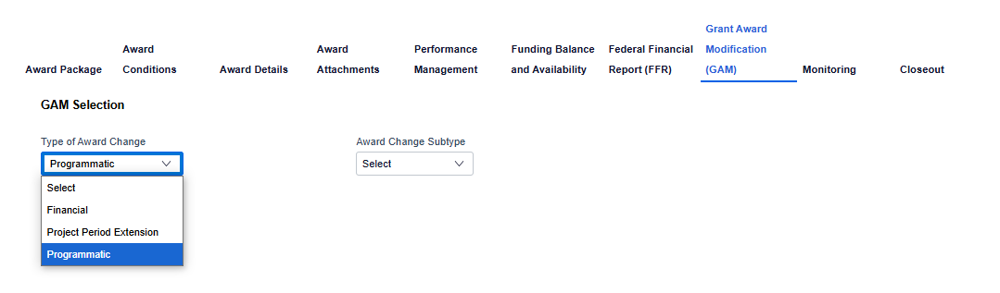 Award Package
Award
Conditions
Award Details
Award
Attachments
Performance
Management
Funding Balance
and Availability
Federal Financial
Report (FFR)
Grant Award
Modification
(GAM)
Monitoring
Closeout
GAM Selection
Type of Award Change
Programmatic
Select
Financial
Project Period Extension
Programmatic
Award Change Subtype
Select